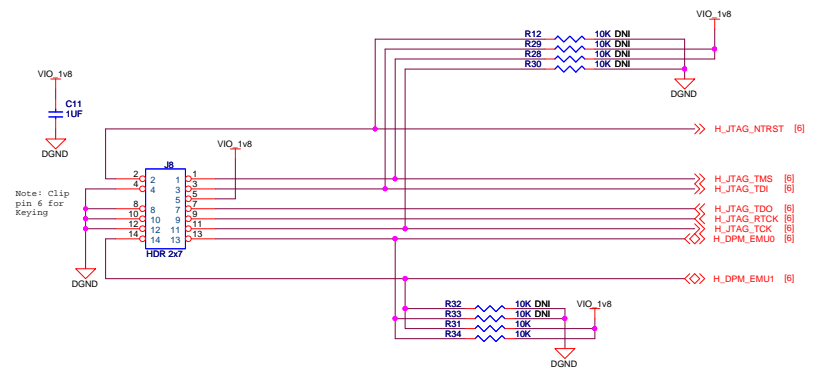 VIO_1v8
R12 10K DNI
R29 10K DNI
R28 10K DNI
R30 10K DNI
DGND
VIO_1v8
C11
1UF
DGND
H_JTAG_NTRST [6]
VIO_1v8
J8
2 2 1 1 H_JTAG_TMS [6]
4 4 3 3 H_JTAG_TDI [6]
5 5
Note: Clip
pin 6 for
Keying
8 8 7 7 H_JTAG_TDO [6]
10 10 9 9 H_JTAG_RTCK [6]
12 12 11 11 H_JTAG_TCK [6]
14 14 13 13 H_DPM_EMU0 [6]
HDR 2x7
DGND
H_DPM_EMU1 [6]
R32 10K DNI
R33 10K DNI
R31 10K
R34 10K
VIO_1v8
DGND